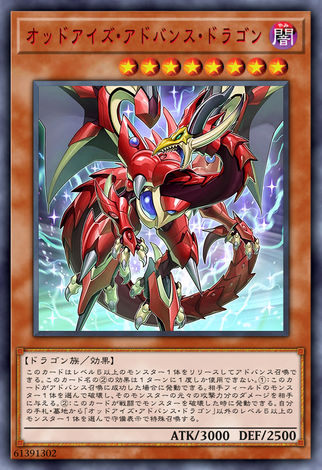 オッドアイズ・アドバンス・ドラゴン
闇
やみ
【ドラゴン族／効果】
このカードはレベル５以上のモンスター１体をリリースしてアドバンス召喚で
きる。このカード名の②の効果は１ターンに１度しか使用できない。①：このカー
ドがアドバンス召喚に成功した場合に発動できる。相手フィールドのモンスター
１体を選んで破壊し、そのモンスターの元々の攻撃力分のダメージを相手
に与える。②：このカードが戦闘でモンスターを破壊した時に発動できる。自分
の手札・墓地から「オッドアイズ・アドバンス・ドラゴン」以外のレベル５以上の
モンスター１体を選んで守備表示で特殊召喚する。
ATK/3000 DEF/2500
61391302